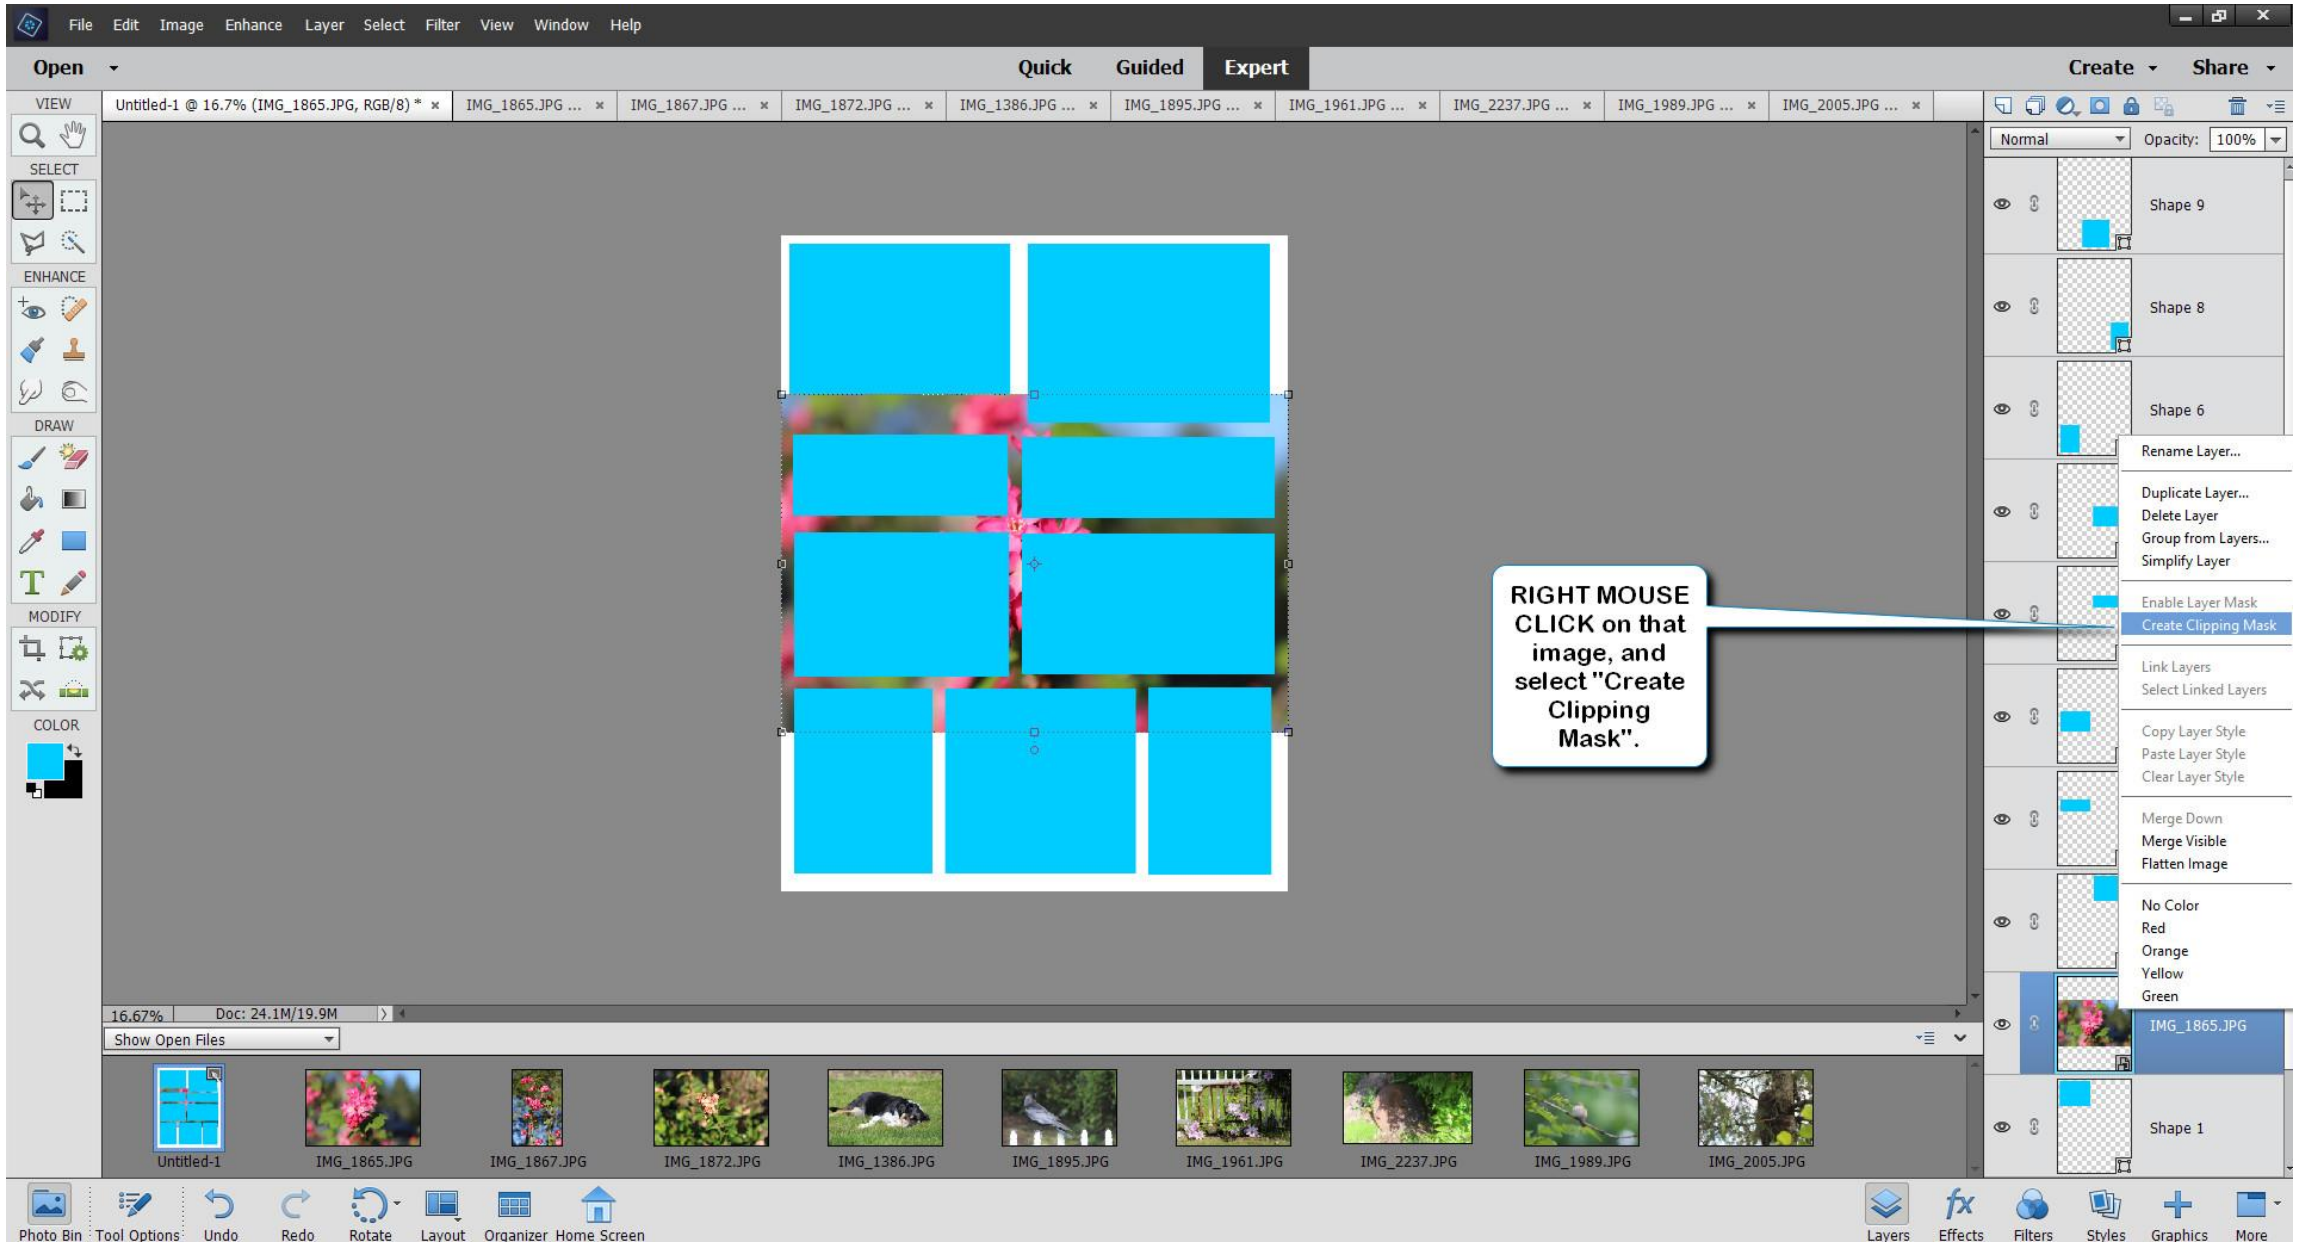 File Edit Image Enhance Layer Select Filter View Window Help
Open Quick Guided Expert Create Share
VIEW
Untitled-1 @ 16.7% (IMG_1865.JPG, RGB/8) * × IMG_1865.JPG ... × IMG_1867.JPG ... × IMG_1872.JPG ... × IMG_1386.JPG ... × IMG_1895.JPG ... × IMG_1961.JPG ... × IMG_2237.JPG ... × IMG_1989.JPG ... × IMG_2005.JPG ... ×
Normal Opacity: 100%
SELECT
ENHANCE
DRAW
T
MODIFY
COLOR
RIGHT MOUSE
CLICK on that
image, and
select "Create
Clipping
Mask".
Shape 9
Shape 8
Shape 6
Rename Layer...
Duplicate Layer...
Delete Layer
Group from Layers...
Simplify Layer
Enable Layer Mask
Create Clipping Mask
Link Layers
Select Linked Layers
Copy Layer Style
Paste Layer Style
Clear Layer Style
Merge Down
Merge Visible
Flatten Image
No Color
Red
Orange
Yellow
Green
IMG_1865.JPG
Shape 1
16.67% Doc: 24.1M/19.9M
Show Open Files
Untitled-1 IMG_1865.JPG IMG_1867.JPG IMG_1872.JPG IMG_1386.JPG IMG_1895.JPG IMG_1961.JPG IMG_2237.JPG IMG_1989.JPG IMG_2005.JPG
fx
Photo Bin Tool Options Undo Redo Rotate Layout Organizer Home Screen Layers Effects Filters Styles Graphics More